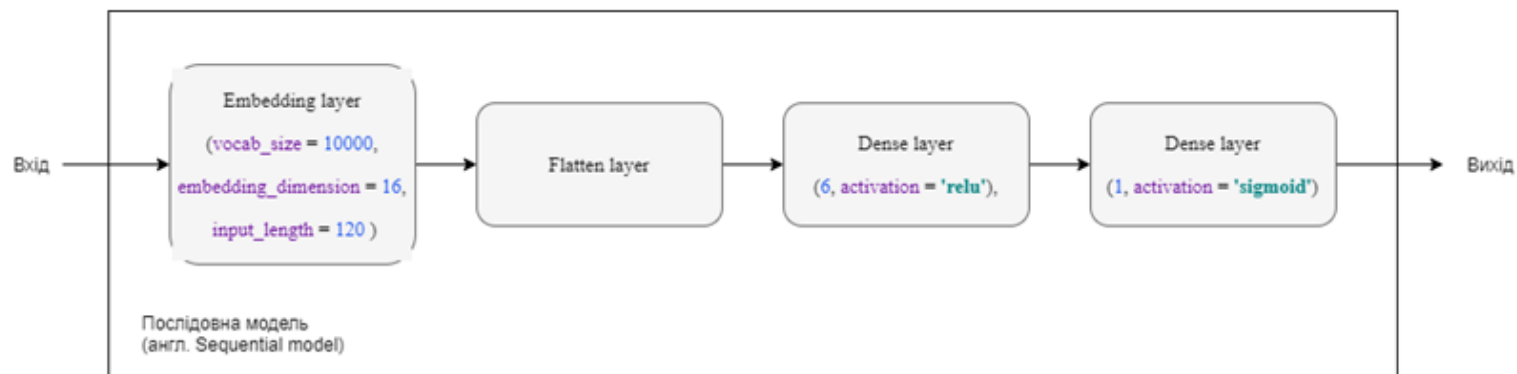 Вхід
Embedding layer
(vocab_size = 10000,
embedding_dimension = 16,
input_length = 120 )
Flatten layer
Dense layer
(6, activation = 'relu'),
Dense layer
(1, activation = 'sigmoid')
Вихід
Послідовна модель
(англ. Sequential model)